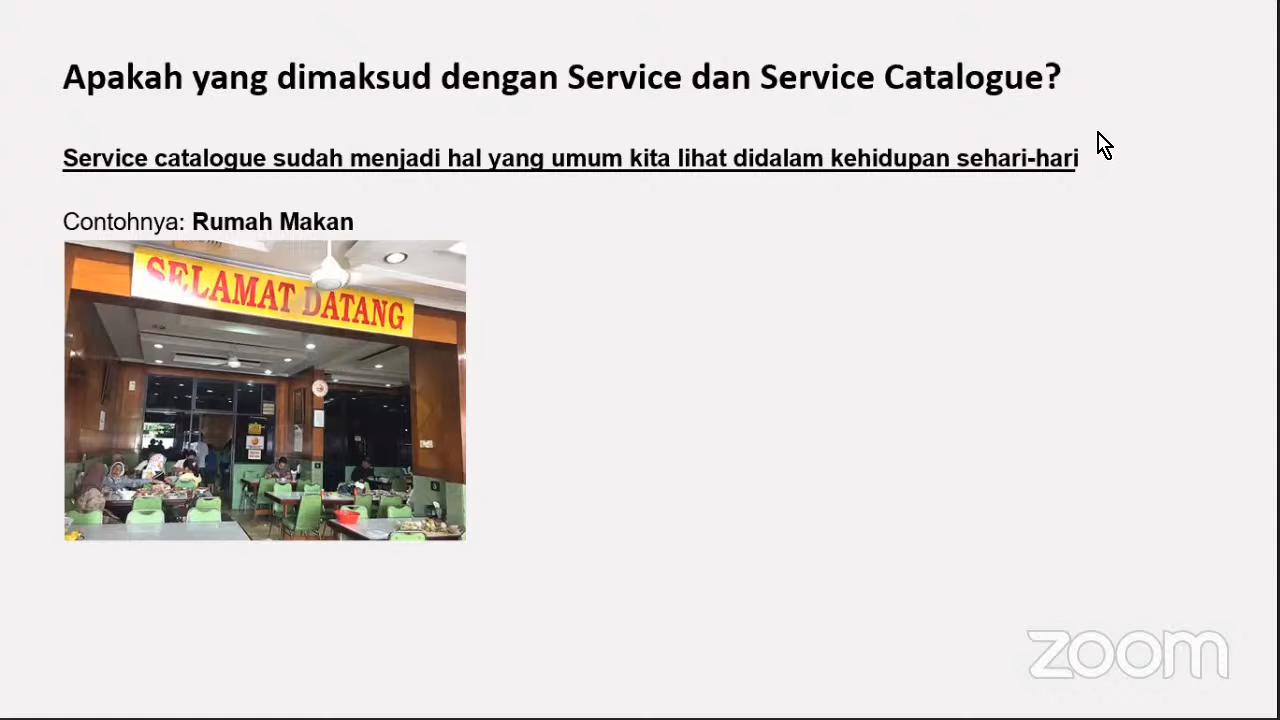 Apakah yang dimaksud dengan Service dan Service Catalogue?
Service catalogue sudah menjadi hal yang umum kita lihat didalam kehidupan sehari-hari
Contohnya: Rumah Makan
SELAMAT DATANG
zoom